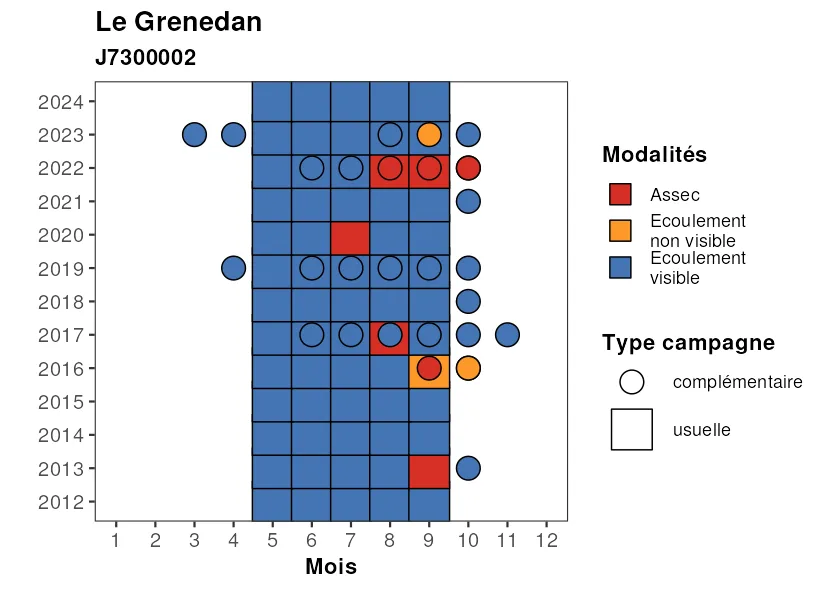 Le Grenedan
J7300002
2024
2023
2022
2021
2020
2019
2018
2017
2016
2015
2014
2013
2012
1 2 3 4 5 6 7 8 9 10 11 12
Mois
Modalités
Assec
Ecoulement
non visible
Ecoulement
visible
Type campagne
complémentaire
usuelle